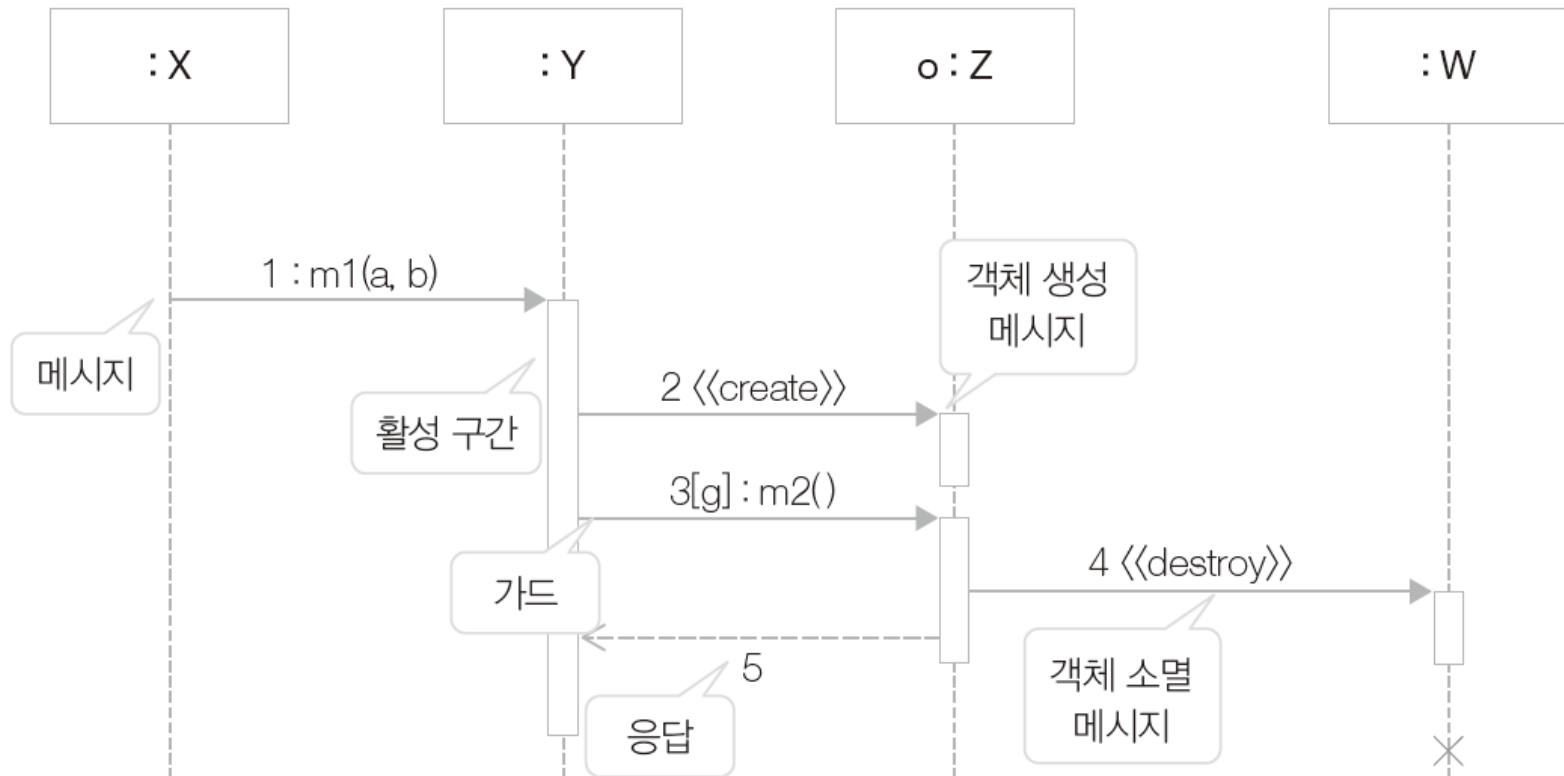 : X
: Y
o : Z
: W
1 : m1(a, b)
메시지
활성 구간
2 《create》
객체 생성
메시지
3[g] : m2( )
가드
4 《destroy》
5
응답
객체 소멸
메시지